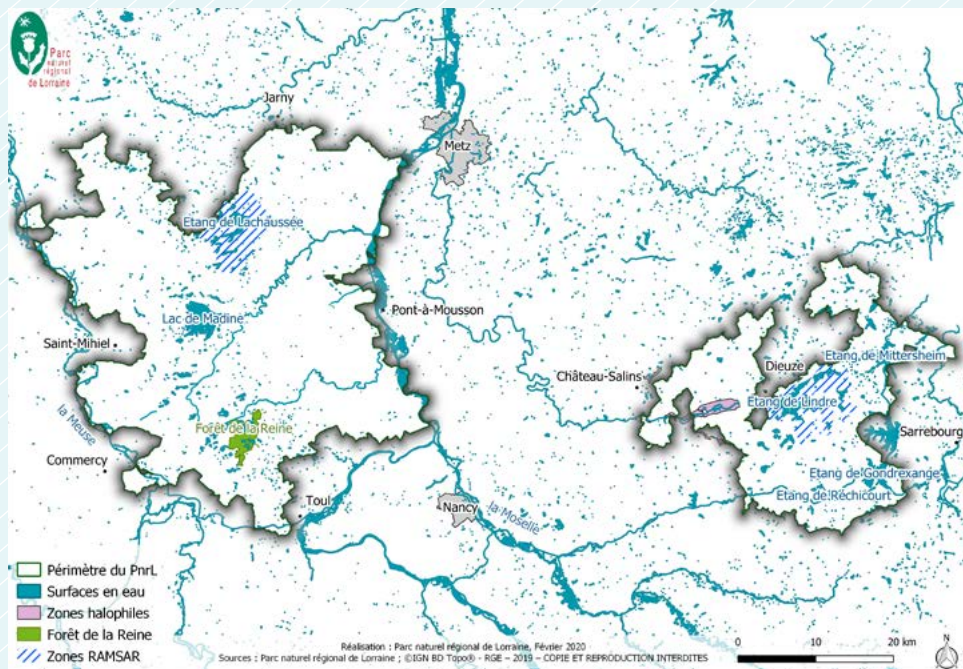 Parc
naturel
régional
de Lorraine
Jarny
Metz
Etang de Lachaussée
Lac de Madine
Pont-à-Mousson
Saint-Mihiel
la Meuse
Forêt de la Reine
Commercy
Toul
Nancy
la Moselle
Château-Salins
Dieuze
Etang de Mittersheim
Etang de Lindre
Sarrebourg
Etang de Gondrexange
Etang de Réchicourt
Périmètre du PnrL
Surfaces en eau
Zones halophiles
Forêt de la Reine
Zones RAMSAR
Réalisation : Parc naturel régional de Lorraine, Février 2020
Sources : Parc naturel régional de Lorraine ; ©IGN BD Topo® - RGE – 2019 – COPIE ET REPRODUCTION INTERDITES
0 10 20 km
N